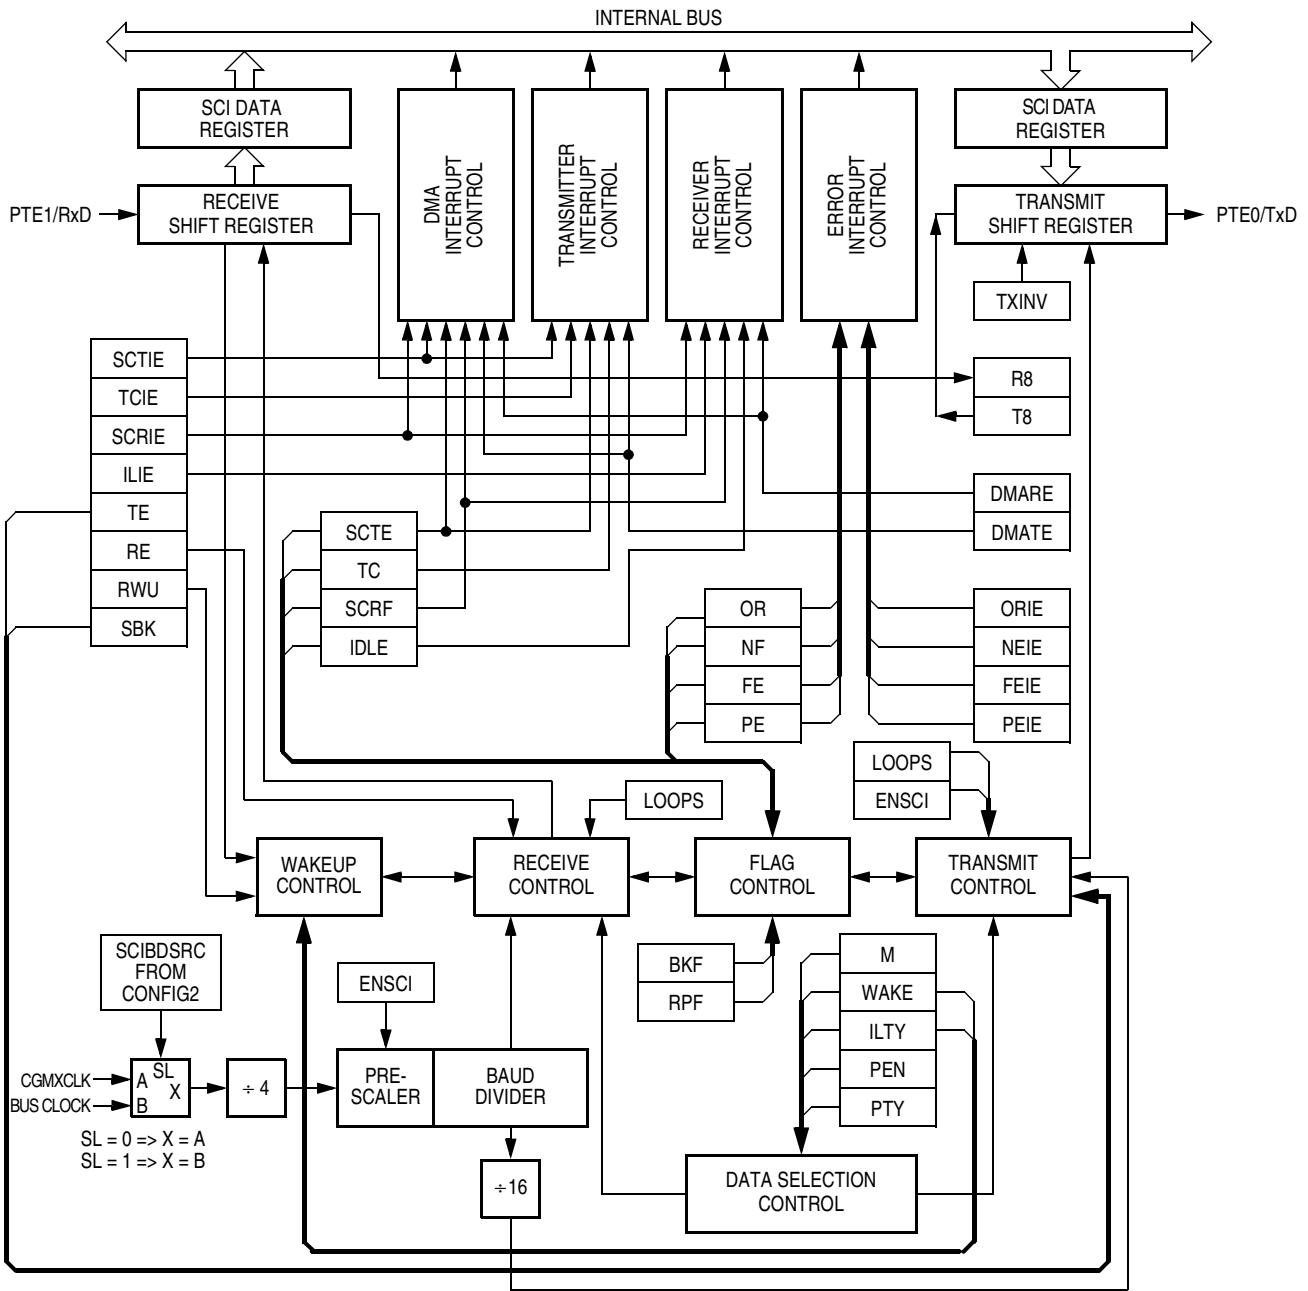 INTERNAL BUS
SCI DATA
REGISTER
DMA
INTERRUPT
CONTROL
TRANSMITTER
INTERRUPT
CONTROL
RECEIVER
INTERRUPT
CONTROL
ERROR
INTERRUPT
CONTROL
SCI DATA
REGISTER
PTE1/RxD
RECEIVE
SHIFT REGISTER
TRANSMIT
SHIFT REGISTER
PTE0/TxD
TXINV
SCTIE
TCIE
SCRIE
ILIE
TE
RE
RWU
SBK
R8
T8
DMARE
DMATE
SCTE
TC
SCRF
IDLE
OR
NF
FE
PE
ORIE
NEIE
FEIE
PEIE
LOOPS
ENSCI
LOOPS
WAKEUP
CONTROL
RECEIVE
CONTROL
FLAG
CONTROL
TRANSMIT
CONTROL
SCIBDSRC
FROM
CONFIG2
ENSCI
BKF
RPF
M
WAKE
ILTY
PEN
PTY
CGMXCLK
BUS CLOCK
A
B
SL
X
÷ 4
PRE-
SCALER
BAUD
DIVIDER
SL = 0 => X = A
SL = 1 => X = B
÷16
DATA SELECTION
CONTROL